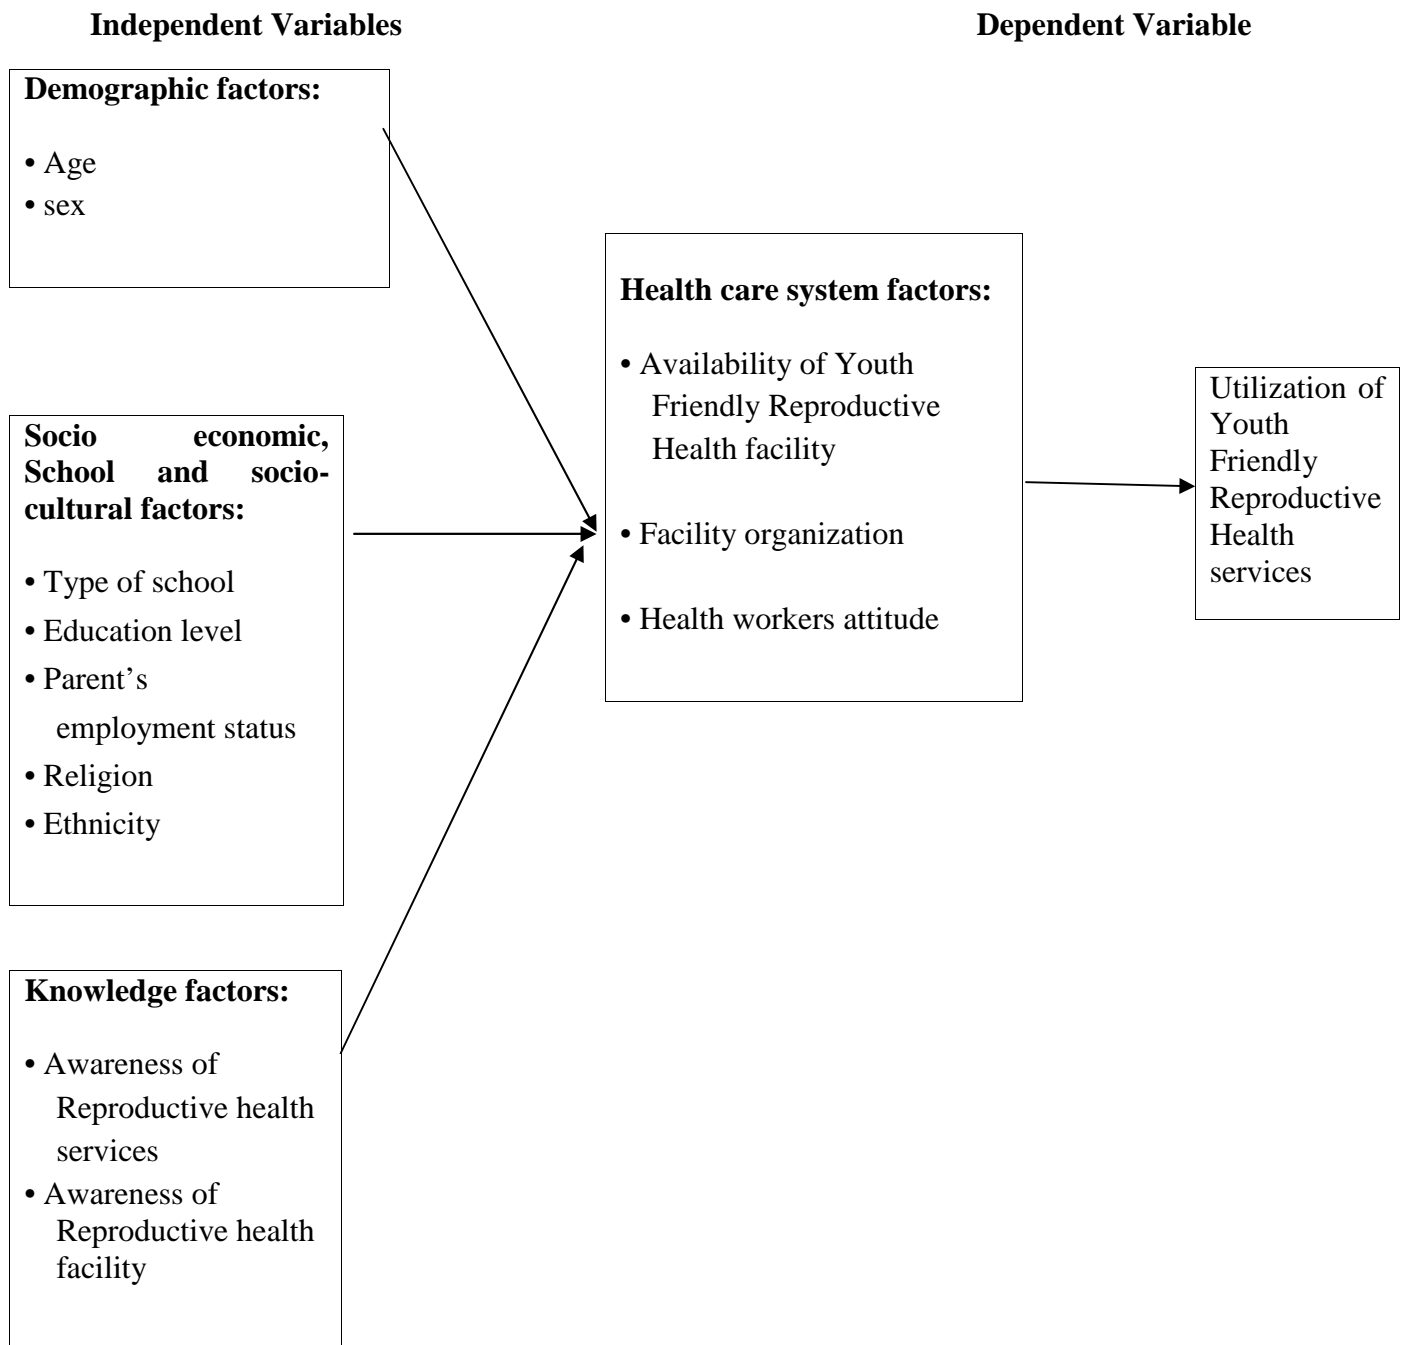 Independent Variables
Dependent Variable
Demographic factors:
• Age
• sex
Socio economic,
School and socio-
cultural factors:
• Type of school
• Education level
• Parent’s
employment status
• Religion
• Ethnicity
Knowledge factors:
• Awareness of
Reproductive health
services
• Awareness of
Reproductive health
facility
Health care system factors:
• Availability of Youth
Friendly Reproductive
Health facility
• Facility organization
• Health workers attitude
Utilization of
Youth
Friendly
Reproductive
Health
services